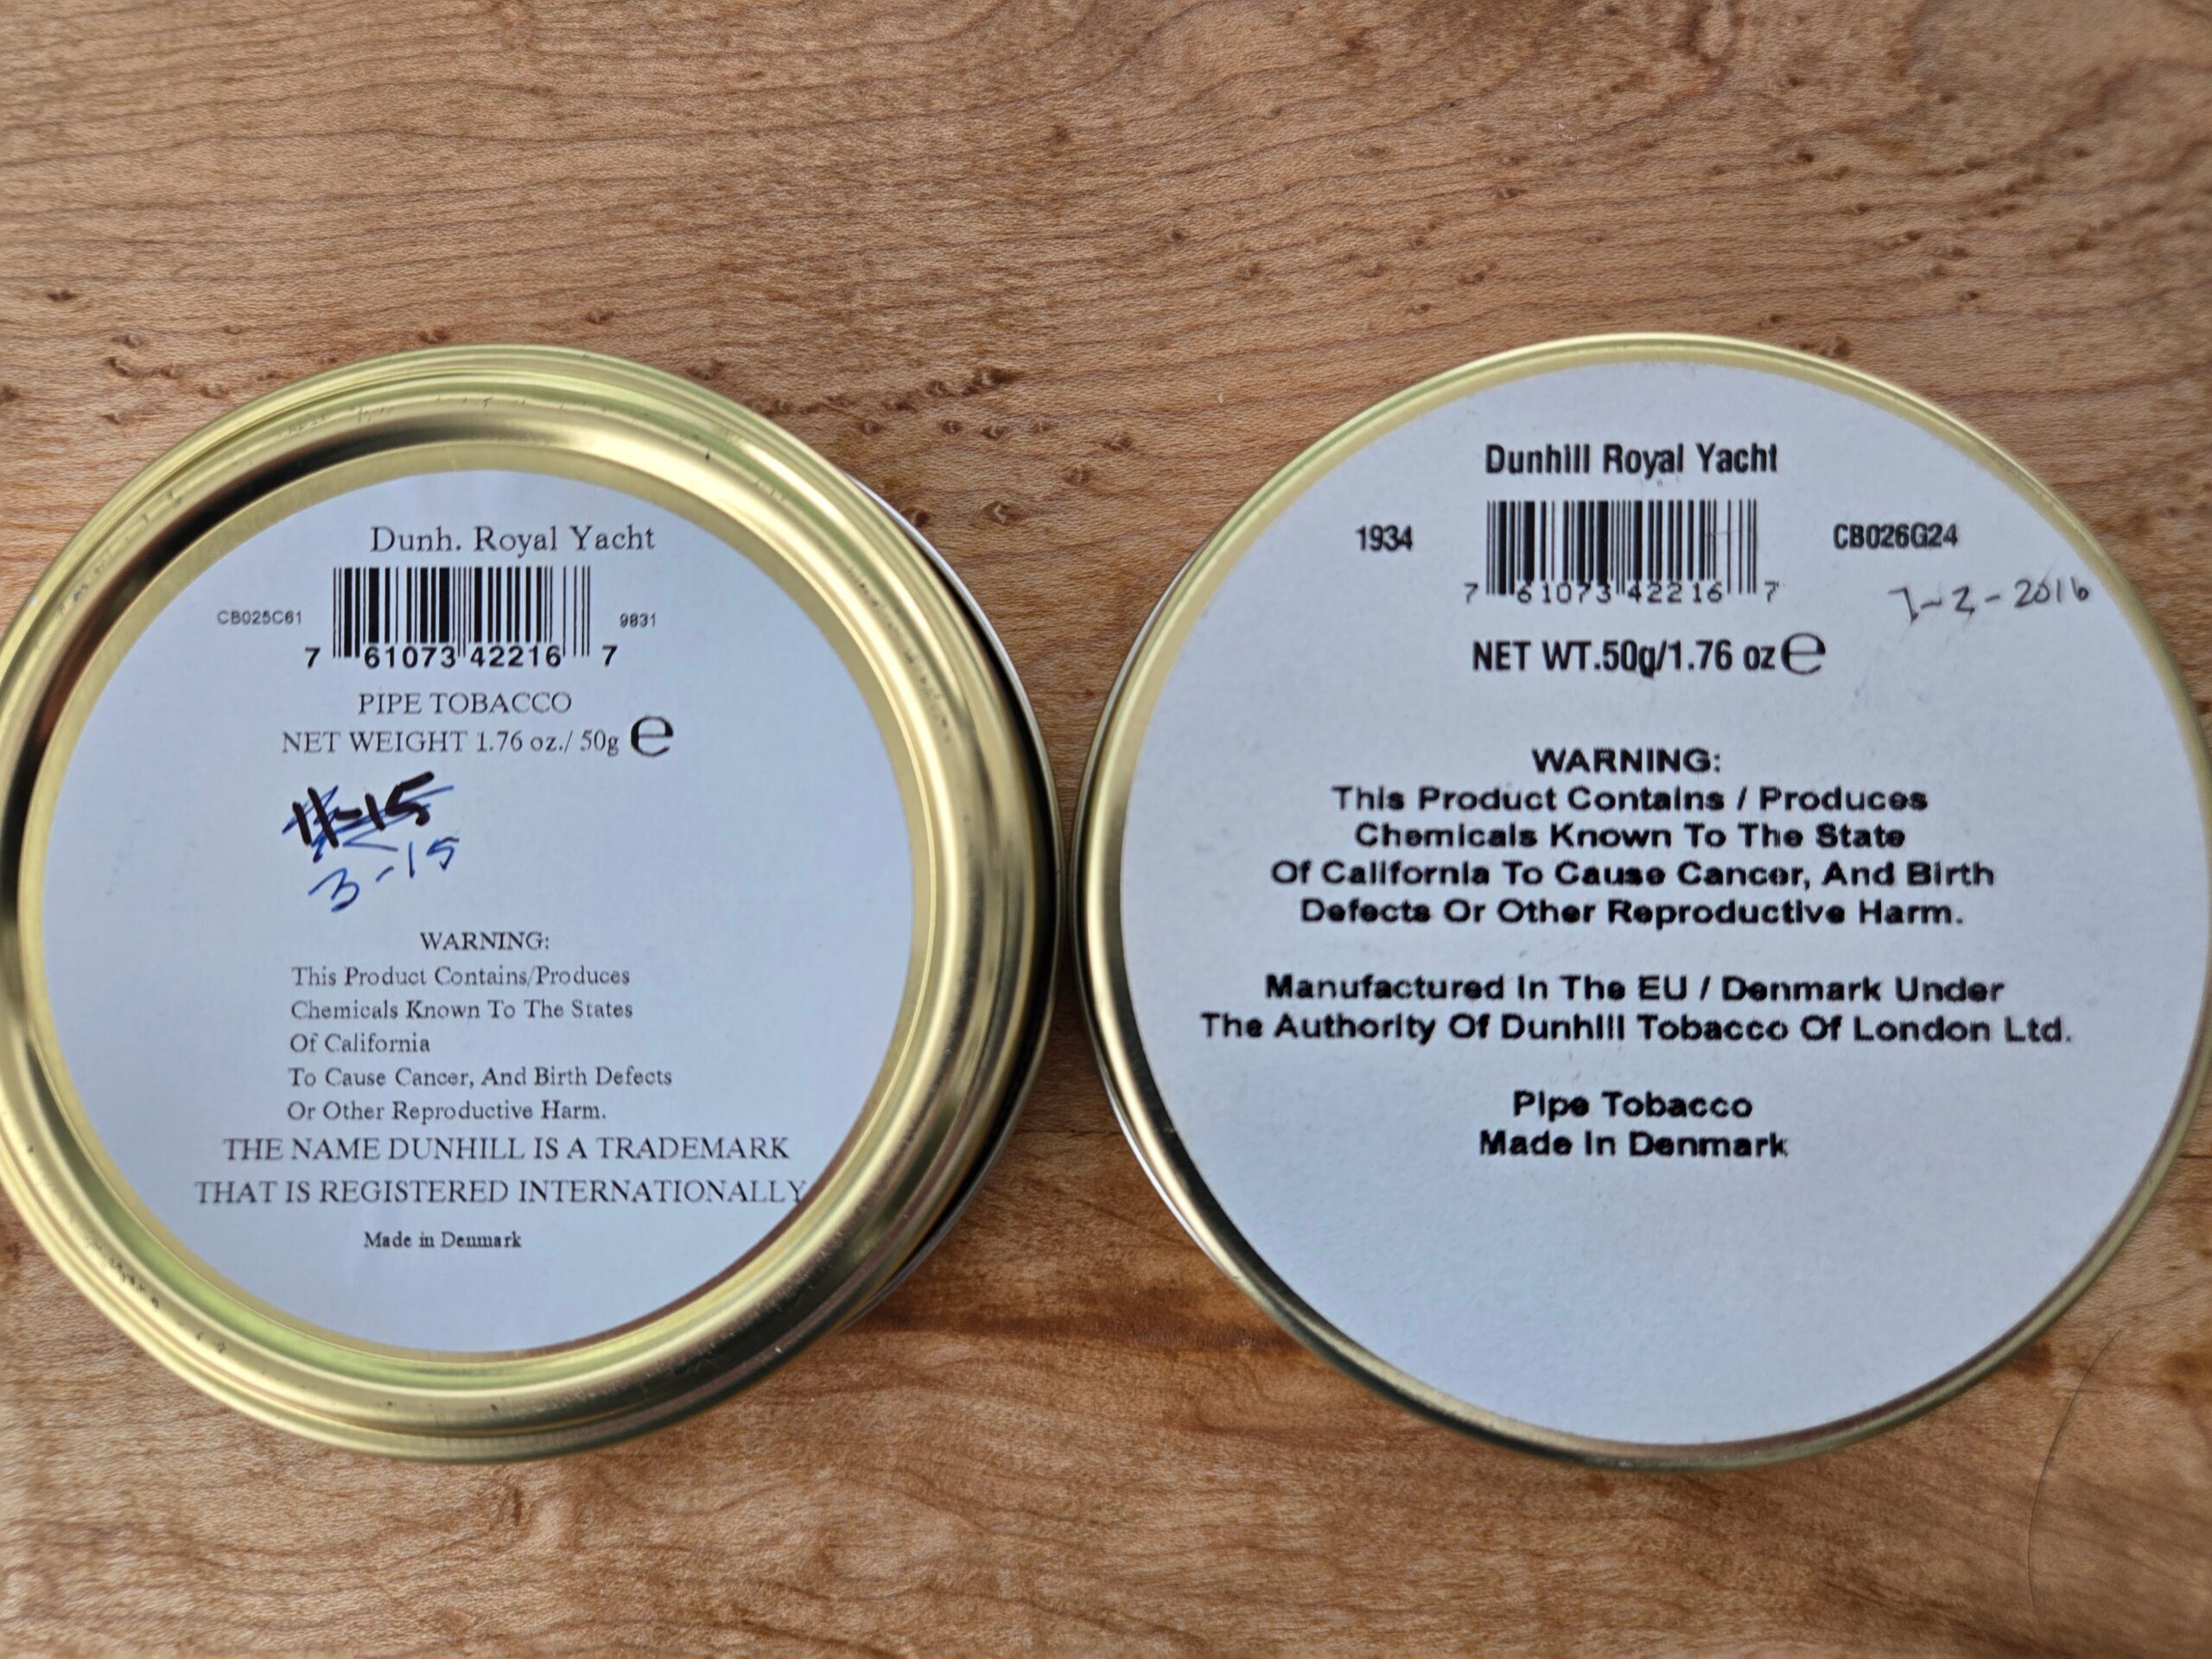 Dunh. Royal Yacht
CB025C61
9831
7 61073 42216 7
PIPE TOBACCO
NET WEIGHT 1.76 oz./ 50g e
11-15
3-15
WARNING:
This Product Contains/Produces
Chemicals Known To The States
Of California
To Cause Cancer, And Birth Defects
Or Other Reproductive Harm.
THE NAME DUNHILL IS A TRADEMARK
THAT IS REGISTERED INTERNATIONALLY
Made in Denmark
Dunhill Royal Yacht
1934
CB026G24
7 61073 42216 7
7-2-2016
NET WT.50g/1.76 oz e
WARNING:
This Product Contains / Produces
Chemicals Known To The State
Of California To Cause Cancer, And Birth
Defects Or Other Reproductive Harm.
Manufactured In The EU / Denmark Under
The Authority Of Dunhill Tobacco Of London Ltd.
Pipe Tobacco
Made In Denmark